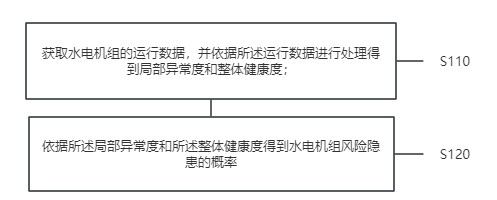 获取水电机组的运行数据，并依据所述运行数据进行处理得
到局部异常度和整体健康度；
S110
依据所述局部异常度和所述整体健康度得到水电机组风险隐
患的概率
S120